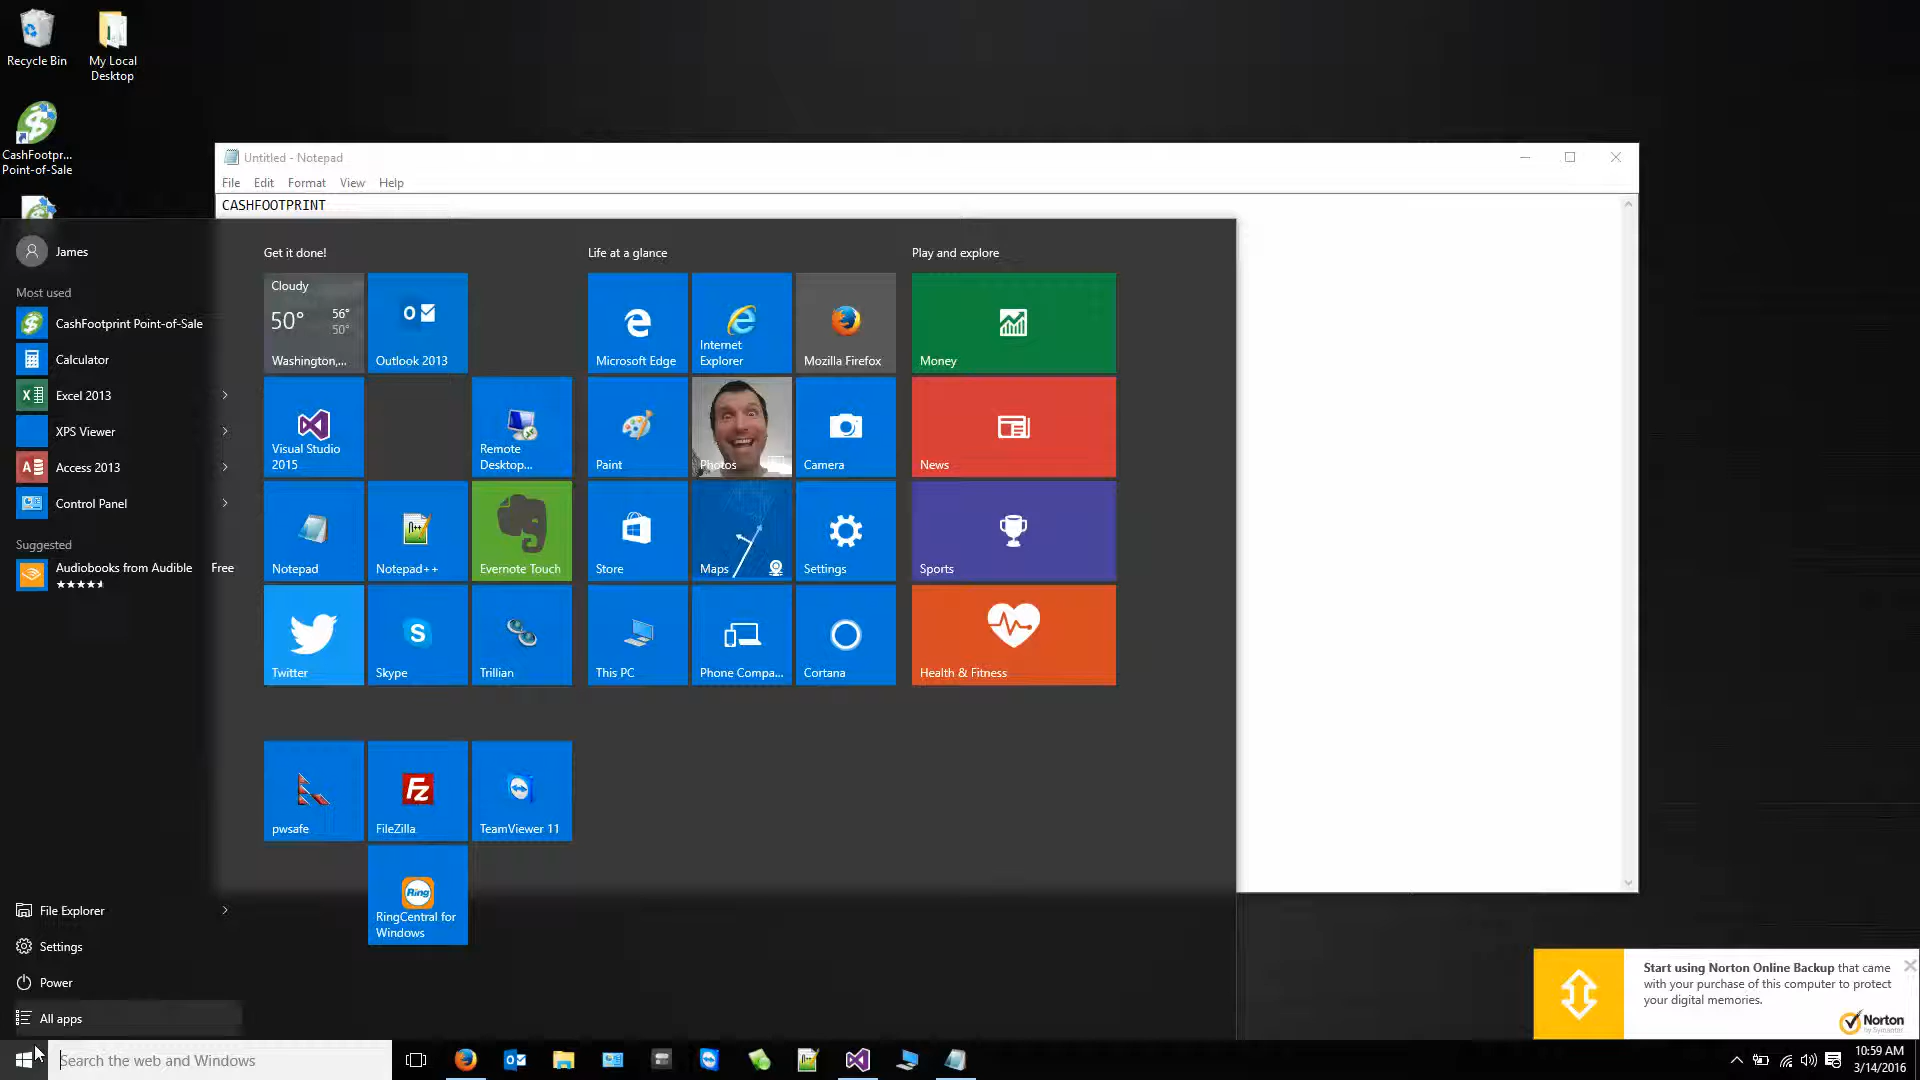 Recycle Bin
My Local
Desktop
CashFootpr...
Point-of-Sale
Untitled - Notepad
File Edit Format View Help
CASHFOOTPRINT
James
Most used
CashFootprint Point-of-Sale
Calculator
Excel 2013
XPS Viewer
Access 2013
Control Panel
Suggested
Audiobooks from Audible Free
Get it done!
Cloudy
50° 56°
50°
Washington,...
Outlook 2013
Visual Studio
2015
Remote
Desktop...
Notepad
Notepad++
Evernote Touch
Twitter
Skype
Trillian
pwsafe
FileZilla
TeamViewer 11
Ring
RingCentral for
Windows
Life at a glance
Microsoft Edge
Internet
Explorer
Mozilla Firefox
Paint
Photos
Camera
Store
Maps
Settings
This PC
Phone Compa...
Cortana
Play and explore
Money
News
Sports
Health & Fitness
File Explorer
Settings
Power
All apps
Search the web and Windows
Start using Norton Online Backup that came
with your purchase of this computer to protect
your digital memories.
Norton
by Symantec
10:59 AM
3/14/2016